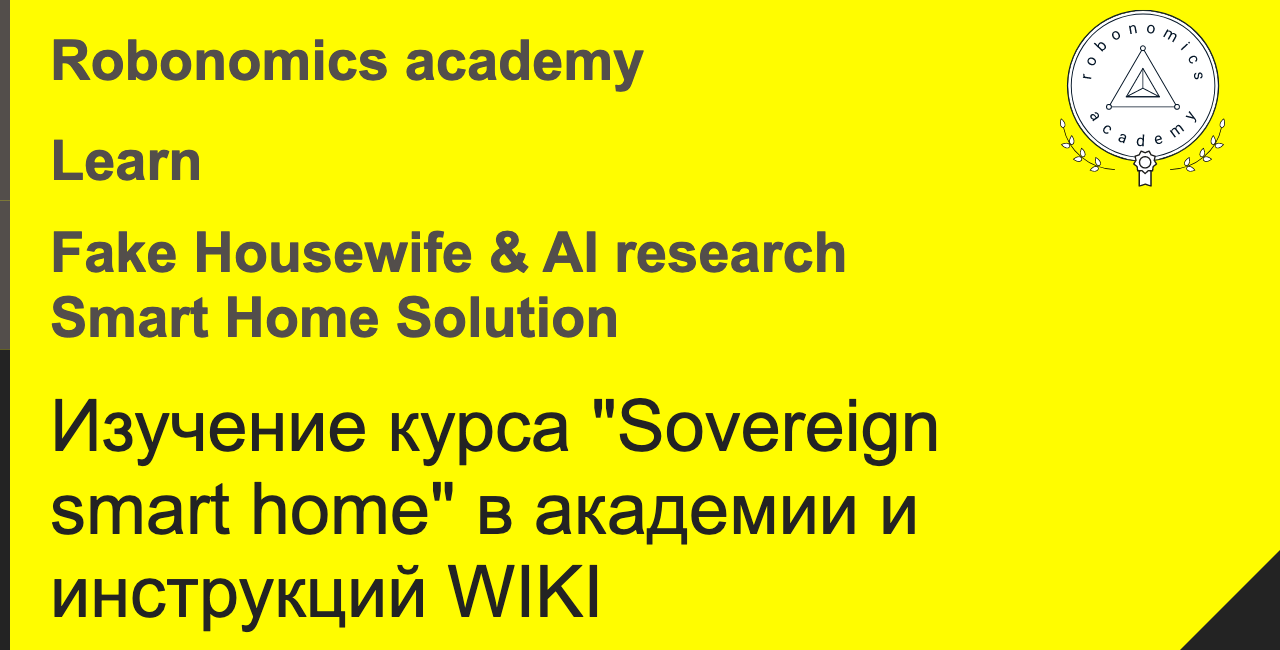 Robonomics academy
robonomics
academy
Learn
Fake Housewife & AI research
Smart Home Solution
Изучение курса "Sovereign
smart home" в академии и
инструкций WIKI